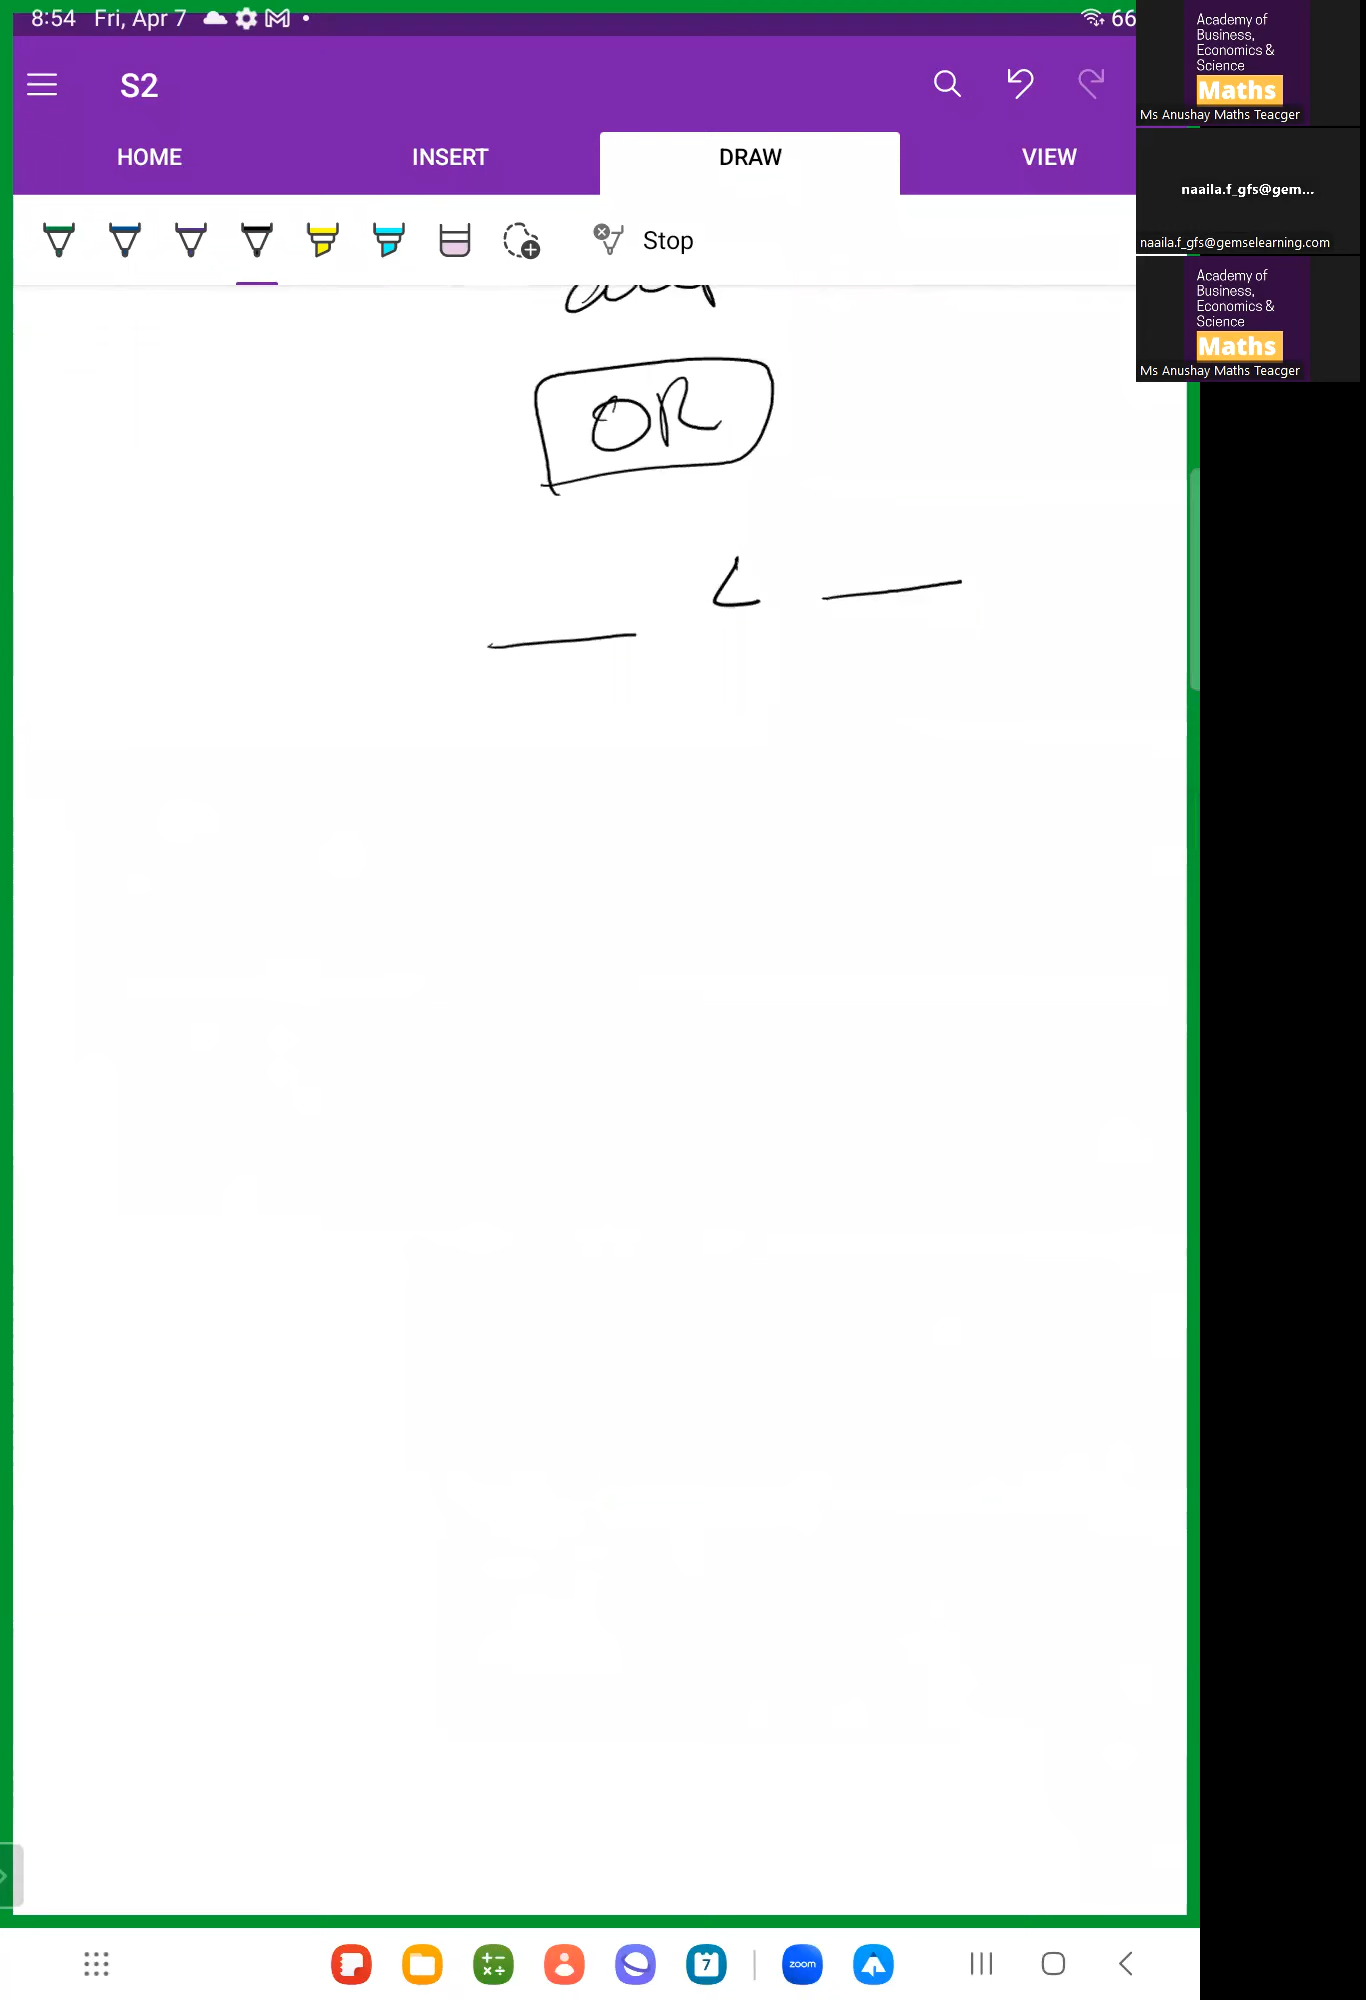 8:54 Fri, Apr 7 66
S2
HOME INSERT DRAW VIEW
Stop
OR
<
Academy of
Business,
Economics &
Science
Maths
Ms Anushay Maths Teacger
naaila.f_gfs@gem...
naaila.f_gfs@gemselearning.com
Academy of
Business,
Economics &
Science
Maths
Ms Anushay Maths Teacger
7
zoom